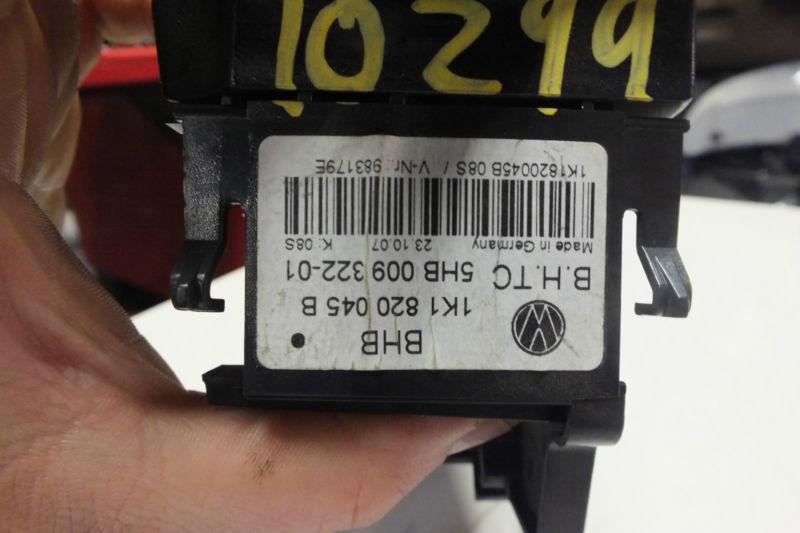 10299
BHB
1K1 820 045 B
B.H.TC 5HB 009 322-01
Made in Germany 23.10.07 K: 08S
1K1820045B 08S / V-Nr.: 983179E